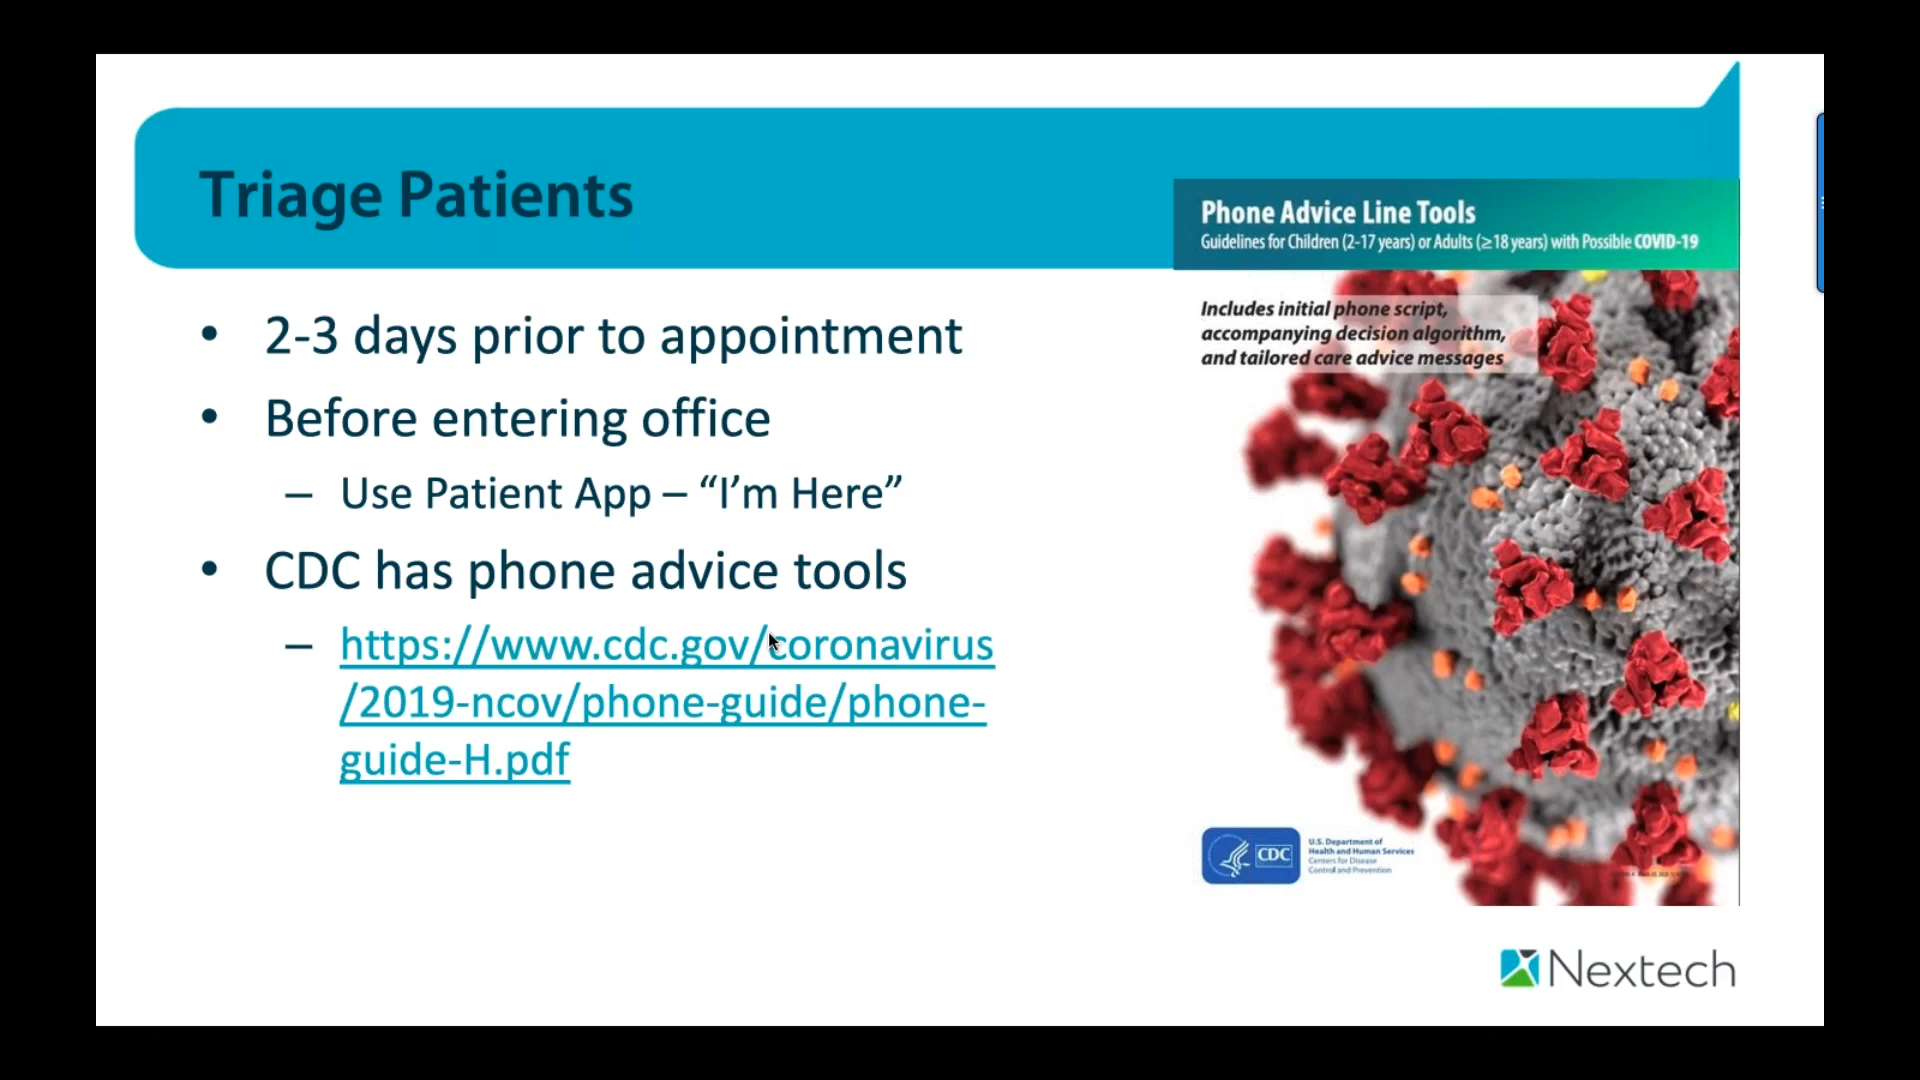 Triage Patients
Phone Advice Line Tools
Guidelines for Children (2-17 years) or Adults (≥18 years) with Possible COVID-19
Includes initial phone script,
accompanying decision algorithm,
and tailored care advice messages
• 2-3 days prior to appointment
• Before entering office
– Use Patient App – “I’m Here”
• CDC has phone advice tools
– https://www.cdc.gov/coronavirus
/2019-ncov/phone-guide/phone-
guide-H.pdf
CDC
U.S. Department of
Health and Human Services
Centers for Disease
Control and Prevention
Nextech